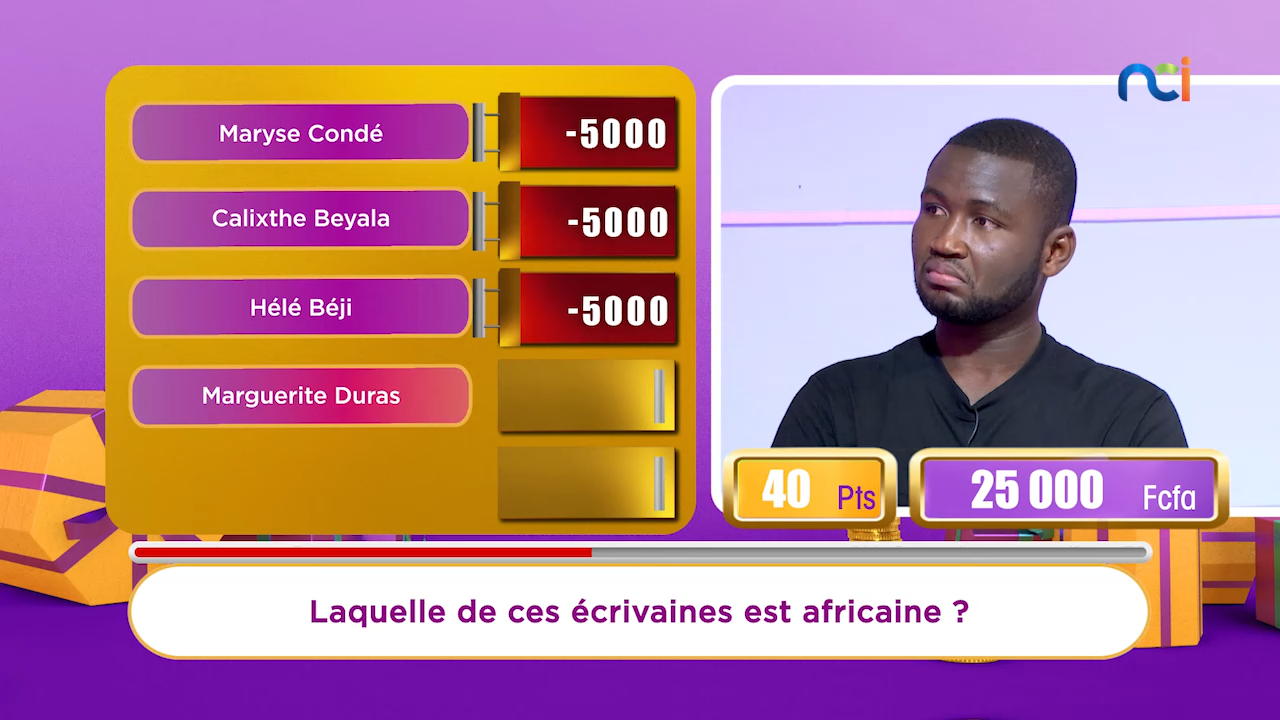 nci
Maryse Condé
-5000
Calixthe Beyala
-5000
Hélé Béji
-5000
Marguerite Duras
40 Pts
25 000 Fcfa
Laquelle de ces écrivaines est africaine ?